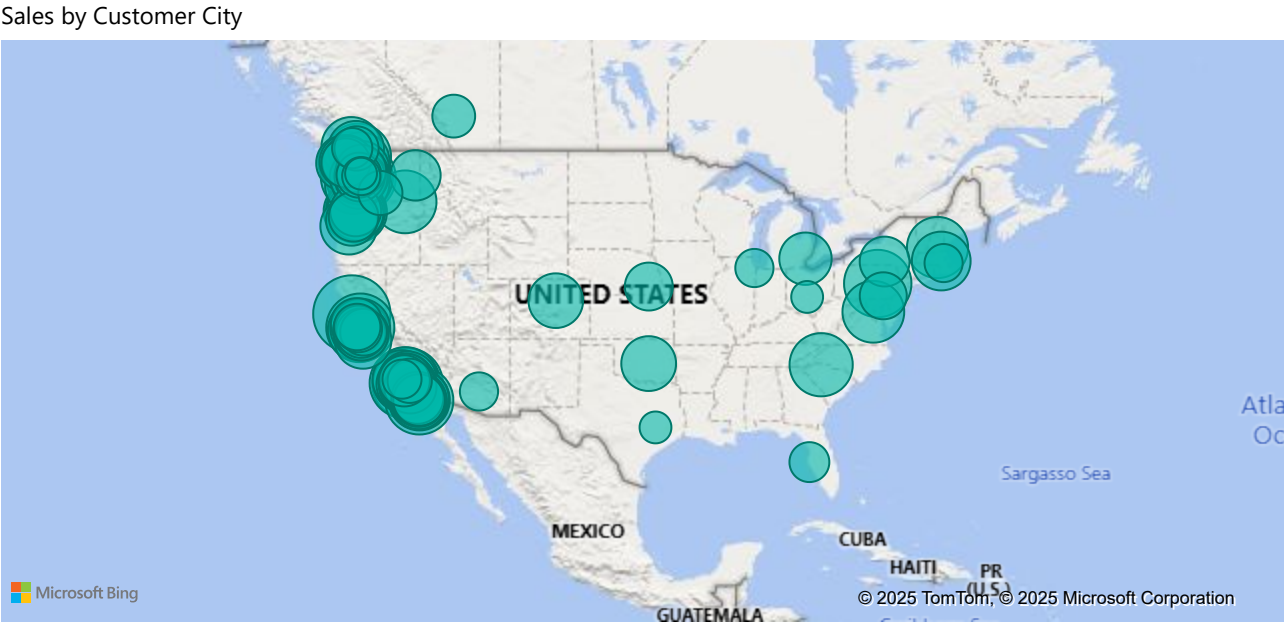 Sales by Customer City
UNITED STATES
Atla
Oc
Sargasso Sea
MEXICO
CUBA
HAITI
PR
(U.S.)
Microsoft Bing
© 2025 TomTom, © 2025 Microsoft Corporation
GUATEMALA